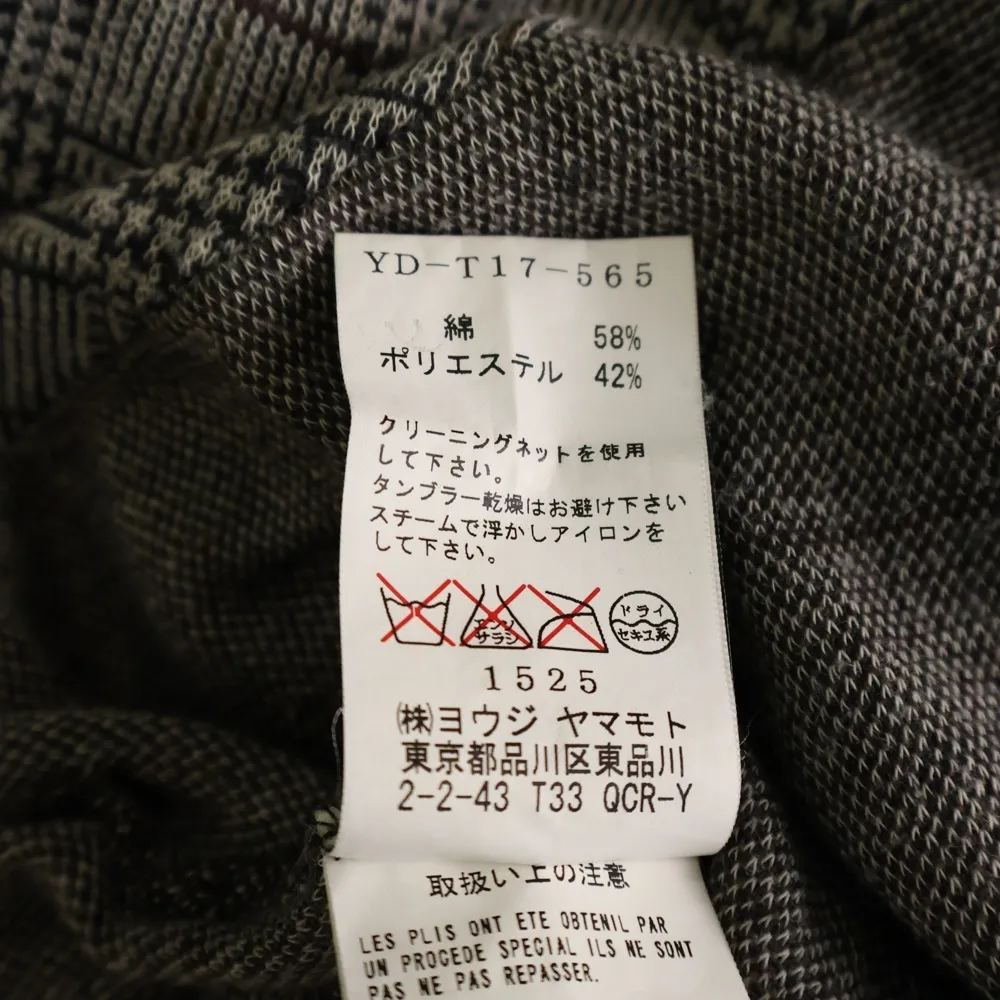 YD-T17-565
綿 58%
ポリエステル 42%
クリーニングネットを使用
して下さい。
タンブラー乾燥はお避け下さい
スチームで浮かしアイロンを
して下さい。
エンソ
サラシ
ドライ
セキユ系
1525
㈱ヨウジ ヤマモト
東京都品川区東品川
2-2-43 T33 QCR-Y
取扱い上の注意
LES PLIS ONT ETE OBTENIL PAR
UN PROCEDE SPECIAL ILS NE SONT
PAS NE PAS REPASSER.